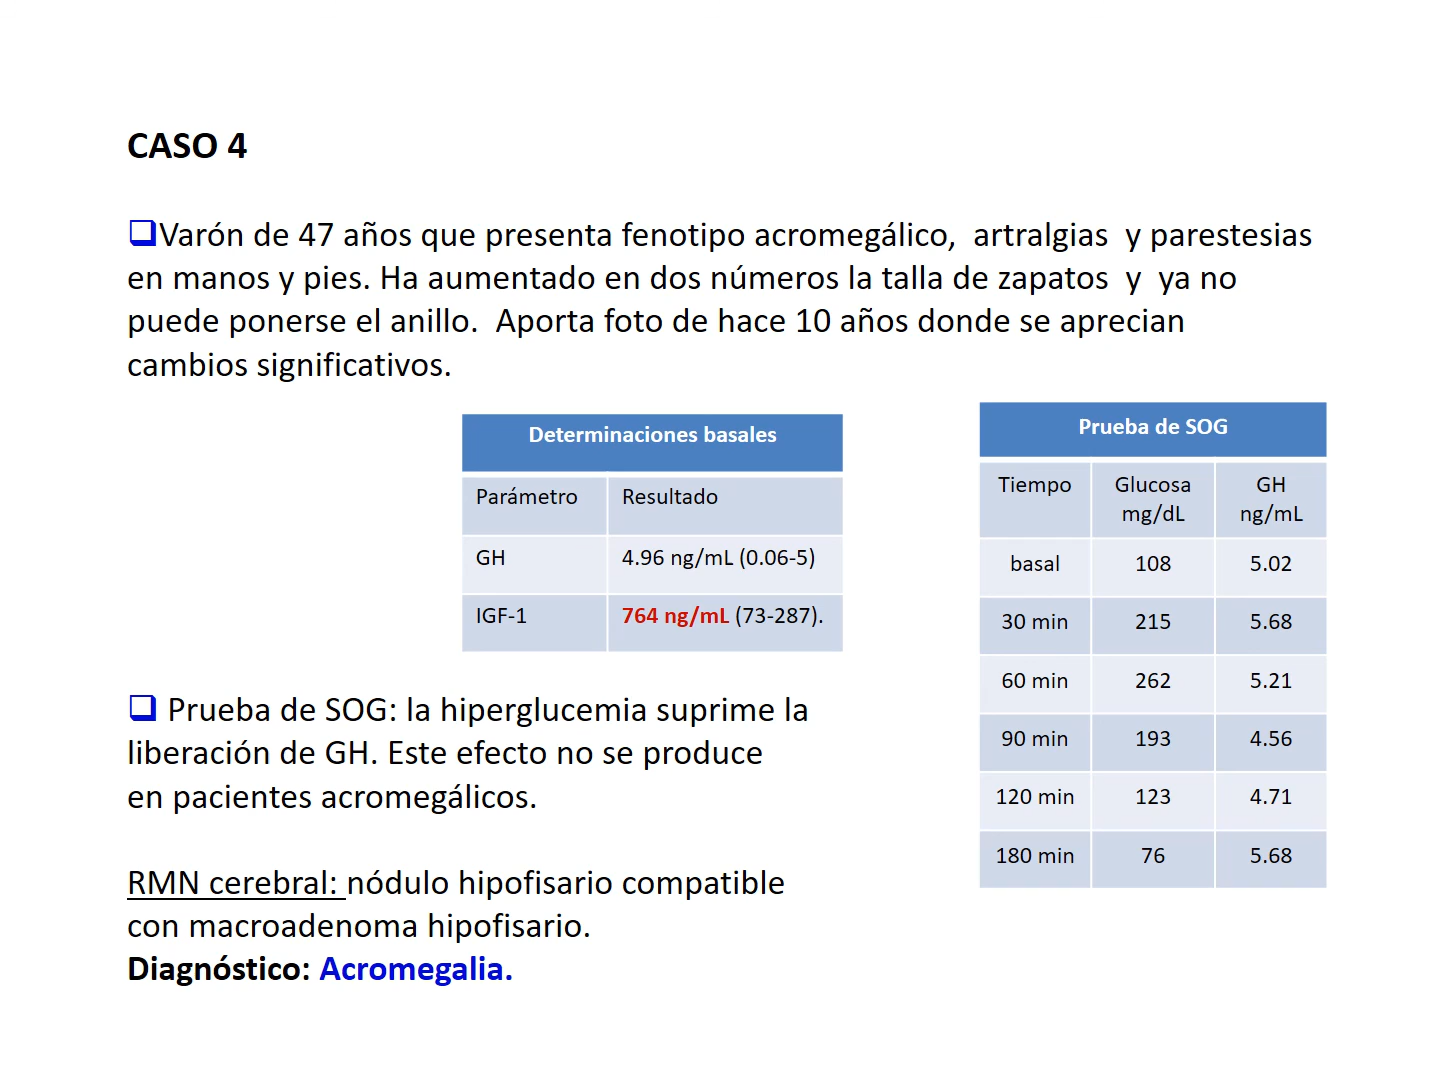 CASO 4
❑Varón de 47 años que presenta fenotipo acromegálico, artralgias y parestesias
en manos y pies. Ha aumentado en dos números la talla de zapatos y ya no
puede ponerse el anillo. Aporta foto de hace 10 años donde se aprecian
cambios significativos.
Determinaciones basales
Parámetro Resultado
GH 4.96 ng/mL (0.06-5)
IGF-1 764 ng/mL (73-287).
Prueba de SOG
Tiempo Glucosa mg/dL GH ng/mL
basal 108 5.02
30 min 215 5.68
60 min 262 5.21
90 min 193 4.56
120 min 123 4.71
180 min 76 5.68
❑ Prueba de SOG: la hiperglucemia suprime la
liberación de GH. Este efecto no se produce
en pacientes acromegálicos.
RMN cerebral: nódulo hipofisario compatible
con macroadenoma hipofisario.
Diagnóstico: Acromegalia.